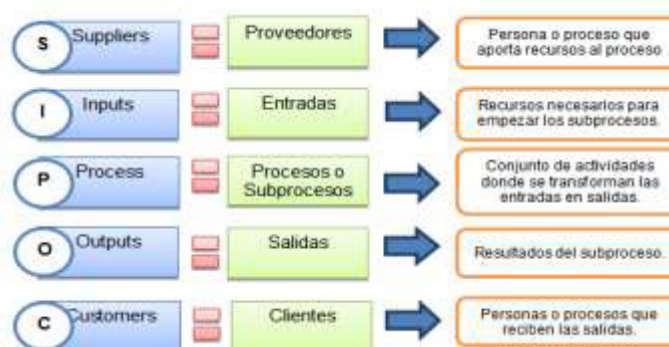 S
Suppliers
Proveedores
Persona o proceso que
aporta recursos al proceso
I
Inputs
Entradas
Recursos necesarios para
empezar los subprocesos.
P
Process
Procesos o
Subprocesos
Conjunto de actividades
donde se transforman las
entradas en salidas.
O
Outputs
Salidas
Resultados del subproceso.
C
Customers
Clientes
Personas o procesos que
reciben las salidas.